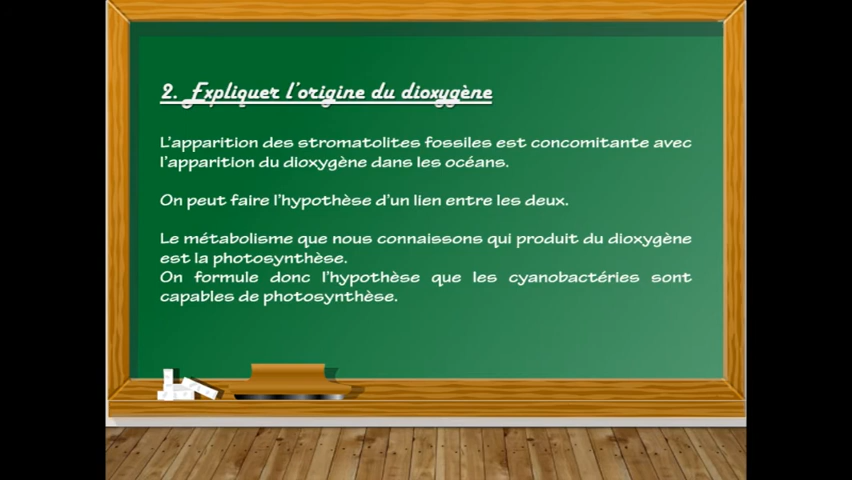 2. Expliquer l'origine du dioxygène
L'apparition des stromatolites fossiles est concomitante avec
l'apparition du dioxygène dans les océans.
On peut faire l'hypothèse d'un lien entre les deux.
Le métabolisme que nous connaissons qui produit du dioxygène
est la photosynthèse.
On formule donc l'hypothèse que les cyanobactéries sont
capables de photosynthèse.